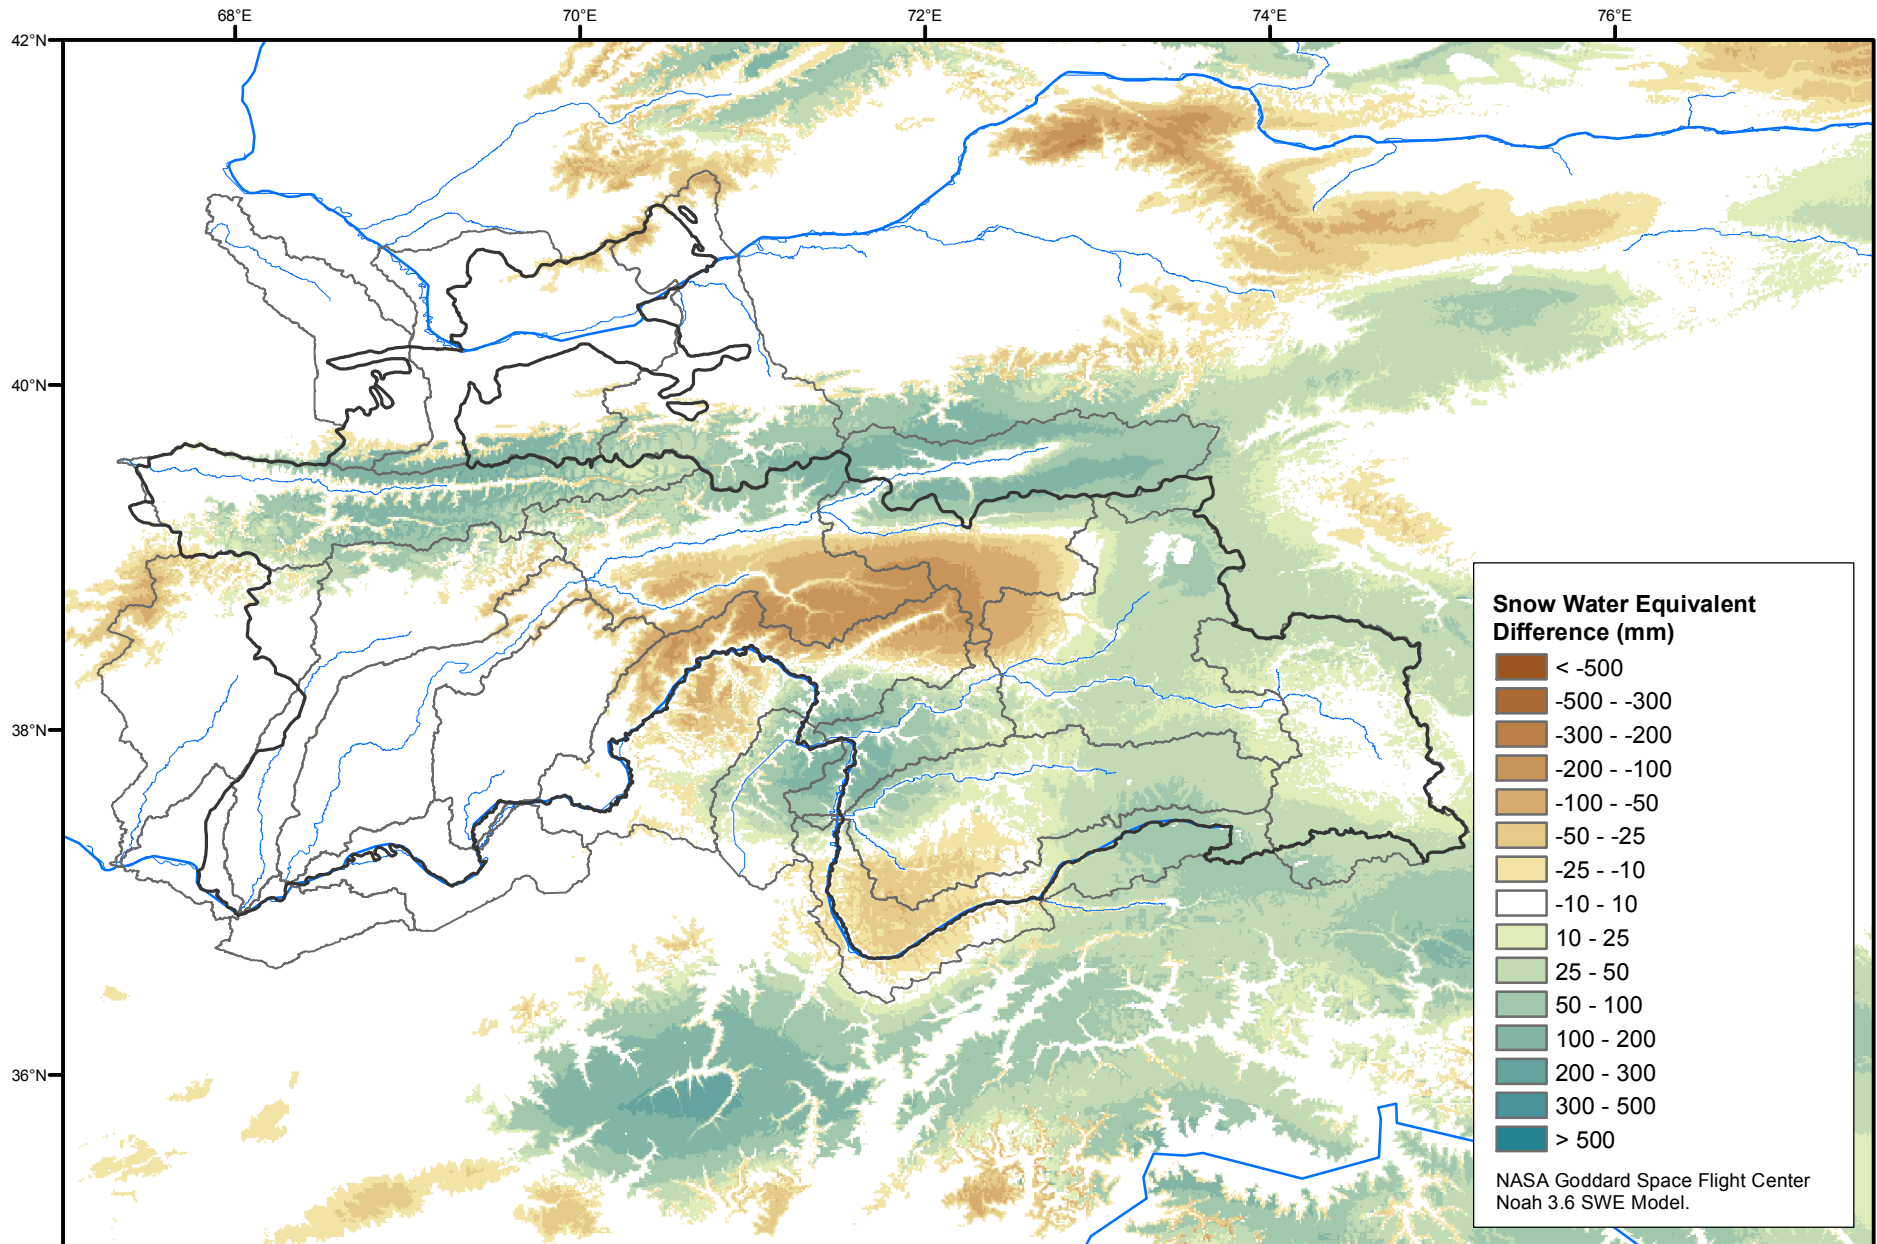 68°E 70°E 72°E 74°E 76°E
42°N
40°N
38°N
36°N
Snow Water Equivalent
Difference (mm)
< -500
-500 - -300
-300 - -200
-200 - -100
-100 - -50
-50 - -25
-25 - -10
-10 - 10
10 - 25
25 - 50
50 - 100
100 - 200
200 - 300
300 - 500
> 500
NASA Goddard Space Flight Center
Noah 3.6 SWE Model.